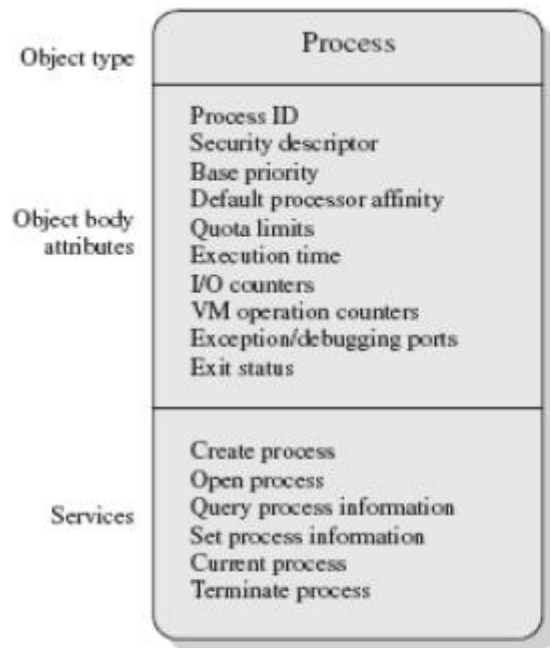 Object type
Process
Object body
attributes
Process ID
Security descriptor
Base priority
Default processor affinity
Quota limits
Execution time
I/O counters
VM operation counters
Exception/debugging ports
Exit status
Services
Create process
Open process
Query process information
Set process information
Current process
Terminate process